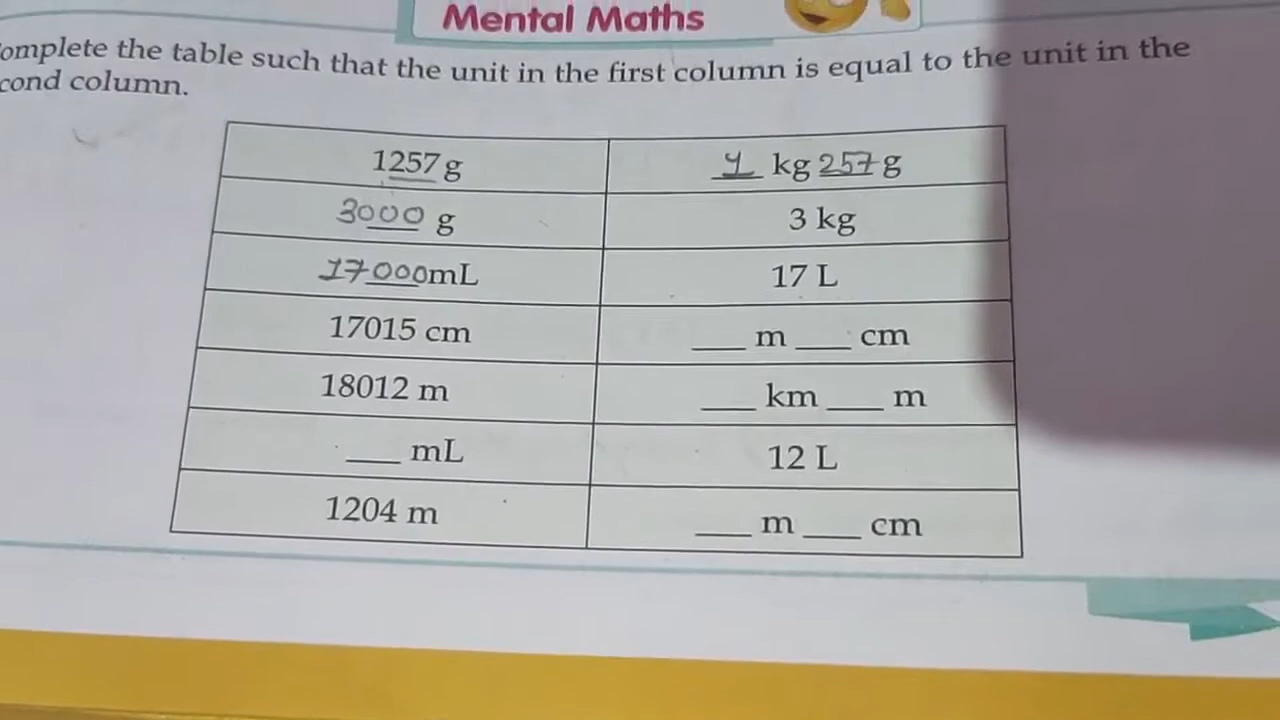 Mental Maths
omplete the table such that the unit in the first column is equal to the unit in the
cond column.
1257 g 1 kg 257 g
3000 g 3 kg
17000mL 17 L
17015 cm ___ m ___ cm
18012 m ___ km ___ m
___ mL 12 L
1204 m ___ m ___ cm